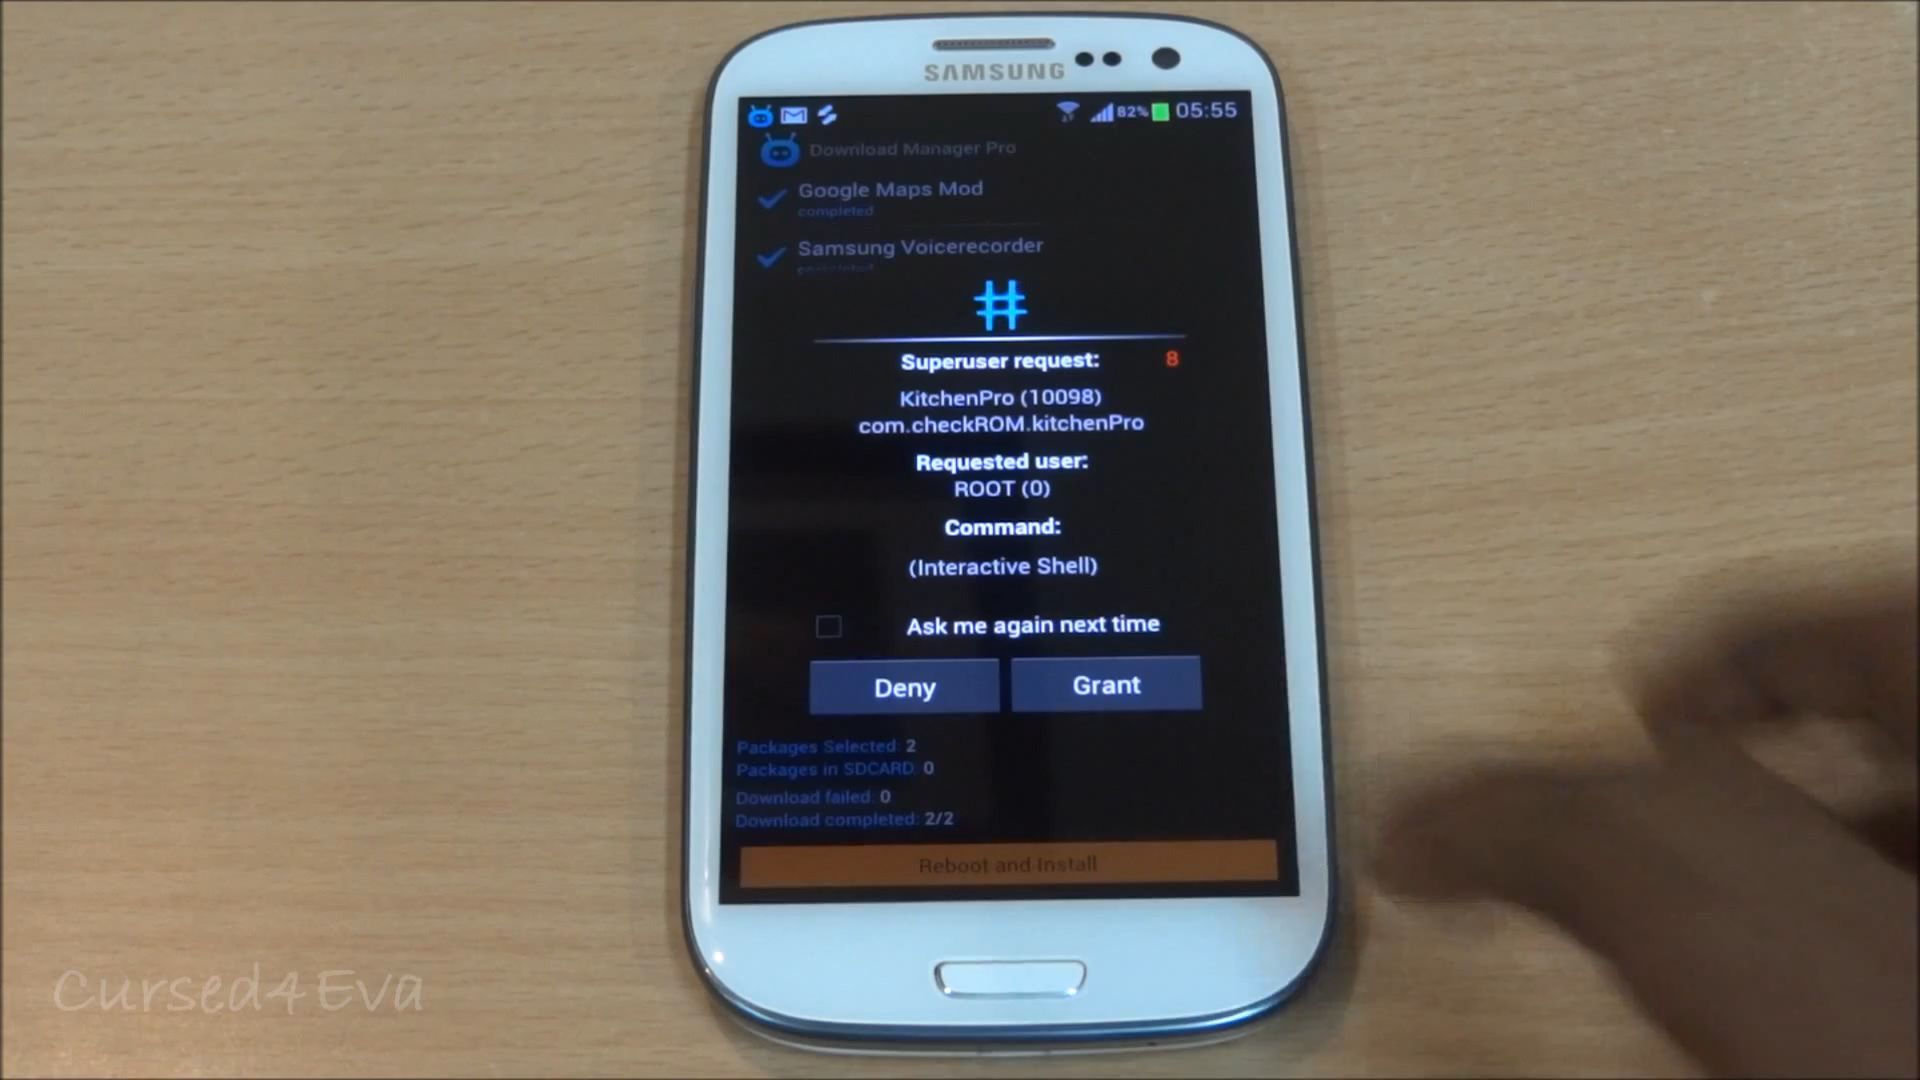 SAMSUNG
82% 05:55
Download Manager Pro
Google Maps Mod
completed
Samsung Voicerecorder
#
Superuser request: 8
KitchenPro (10098)
com.checkROM.kitchenPro
Requested user:
ROOT (0)
Command:
(Interactive Shell)
Ask me again next time
Deny Grant
Packages Selected: 2
Packages in SDCARD: 0
Download failed: 0
Download completed: 2/2
Reboot and Install
Cursed4Eva